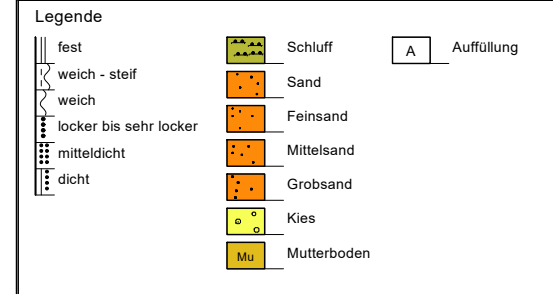 Legende
fest
weich - steif
weich
locker bis sehr locker
mitteldicht
dicht
Schluff
Sand
Feinsand
Mittelsand
Grobsand
Kies
Mu Mutterboden
A Auffüllung